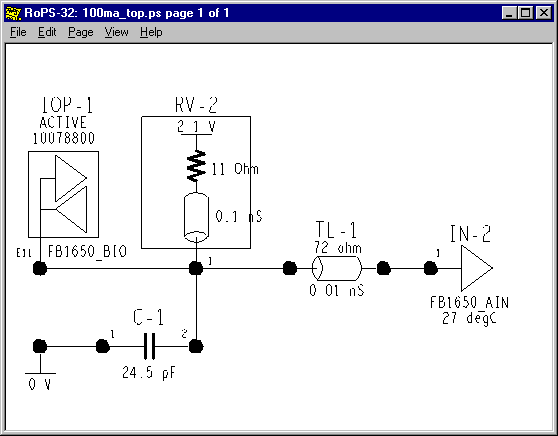 RoPS-32: 100ma_top.ps page 1 of 1
File Edit Page View Help
IOP-1
ACTIVE
10078800
RV-2
2 1 V
11 Ohm
0.1 nS
E11
FB1650_BIO
1
TL-1
72 ohm
0 01 nS
1
IN-2
FB1650_AIN
27 degC
C-1
1
2
24.5 pF
0 V